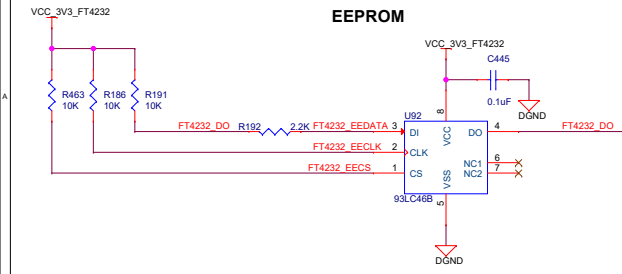 EEPROM
VCC_3V3_FT4232
VCC_3V3_FT4232
C445
0.1uF
DGND
A
R463
10K
R186
10K
R191
10K
U92
8
VCC
FT4232_DO
R192
2.2K
FT4232_EEDATA
3
DI
DO
4
FT4232_DO
FT4232_EECLK
2
CLK
NC1
6
FT4232_EECS
1
CS
NC2
7
VSS
93LC46B
5
DGND